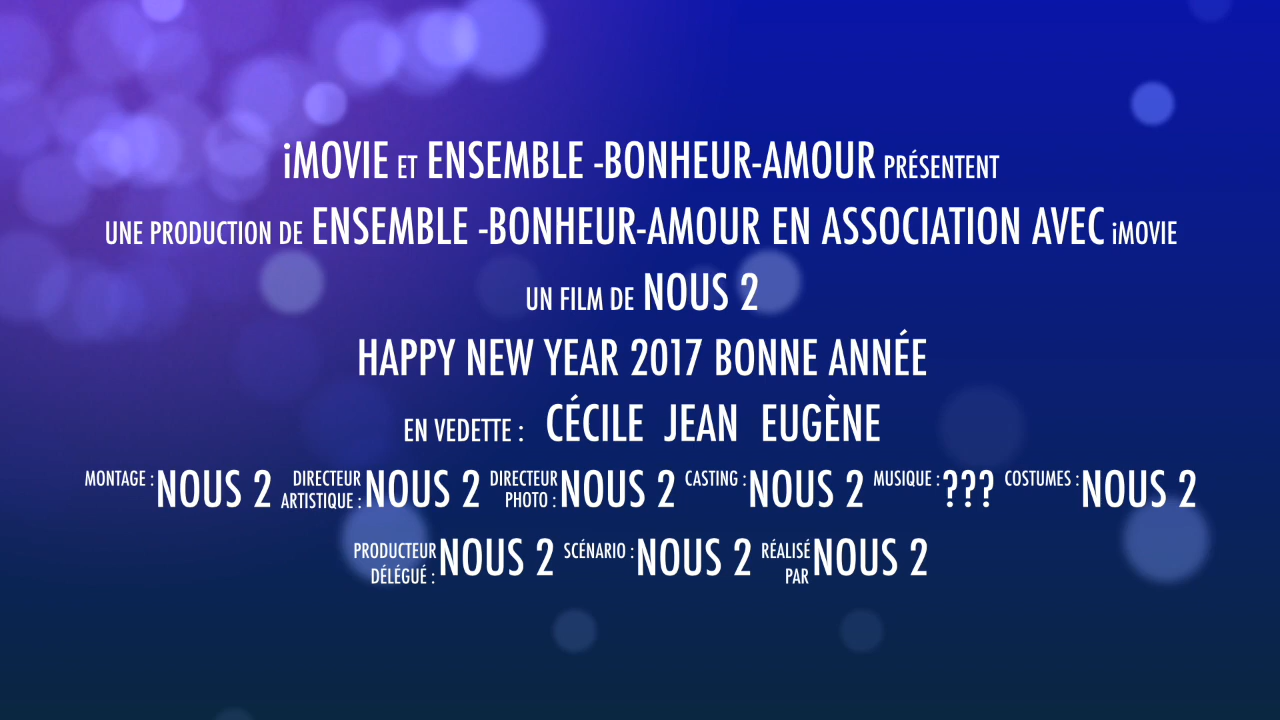 iMOVIE ET ENSEMBLE -BONHEUR-AMOUR PRÉSENTENT
UNE PRODUCTION DE ENSEMBLE -BONHEUR-AMOUR EN ASSOCIATION AVEC iMOVIE
UN FILM DE NOUS 2
HAPPY NEW YEAR 2017 BONNE ANNÉE
EN VEDETTE : CÉCILE JEAN EUGÈNE
MONTAGE : NOUS 2 DIRECTEUR ARTISTIQUE : NOUS 2 DIRECTEUR PHOTO : NOUS 2 CASTING : NOUS 2 MUSIQUE : ??? COSTUMES : NOUS 2
PRODUCTEUR DÉLÉGUÉ : NOUS 2 SCÉNARIO : NOUS 2 RÉALISÉ PAR NOUS 2